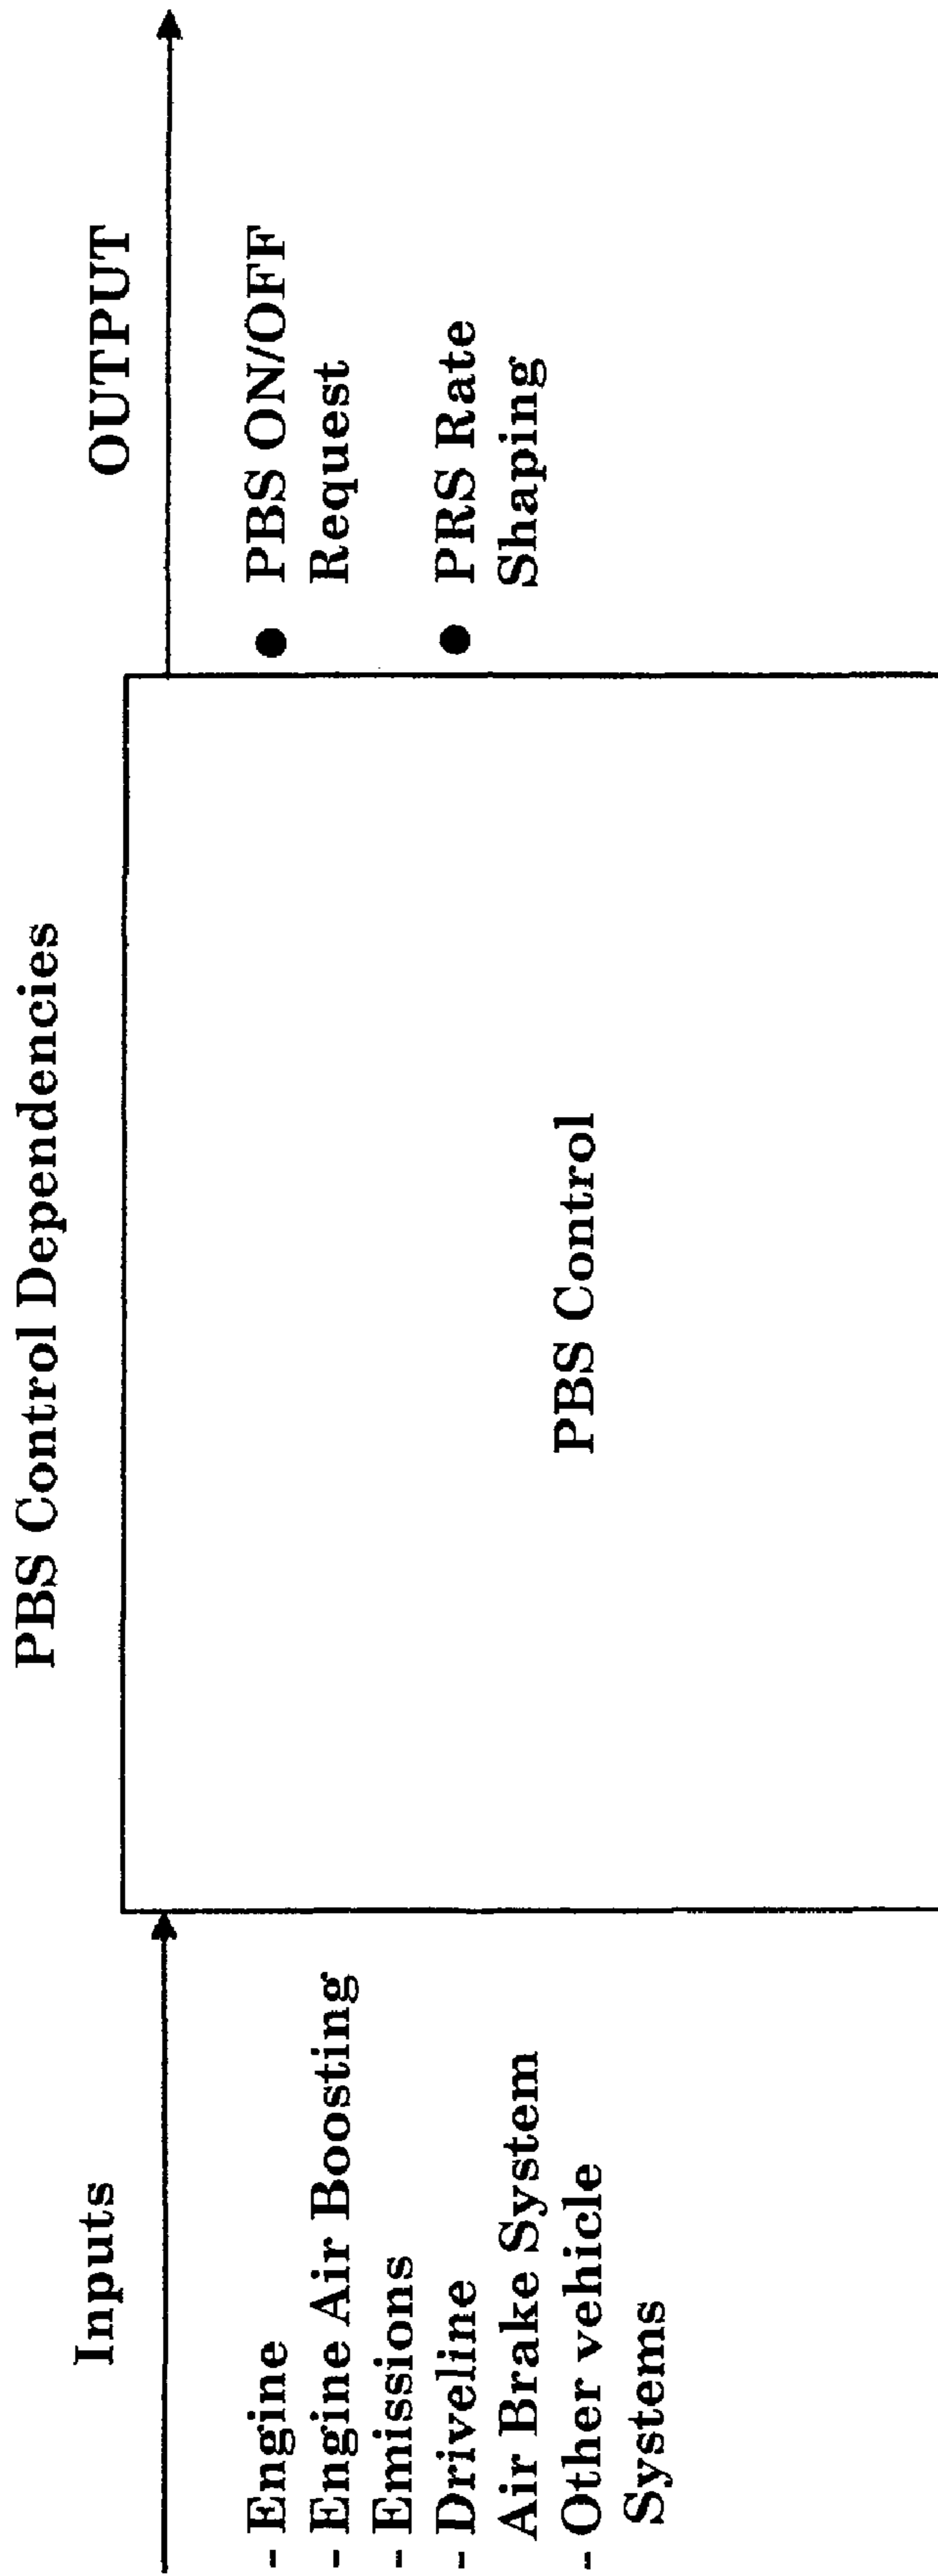 PBS Control Dependencies
Inputs
- Engine
- Engine Air Boosting
- Emissions
- Driveline
Air Brake System
- Other vehicle
Systems
PBS Control
OUTPUT
● PBS ON/OFF
Request
● PRS Rate
Shaping